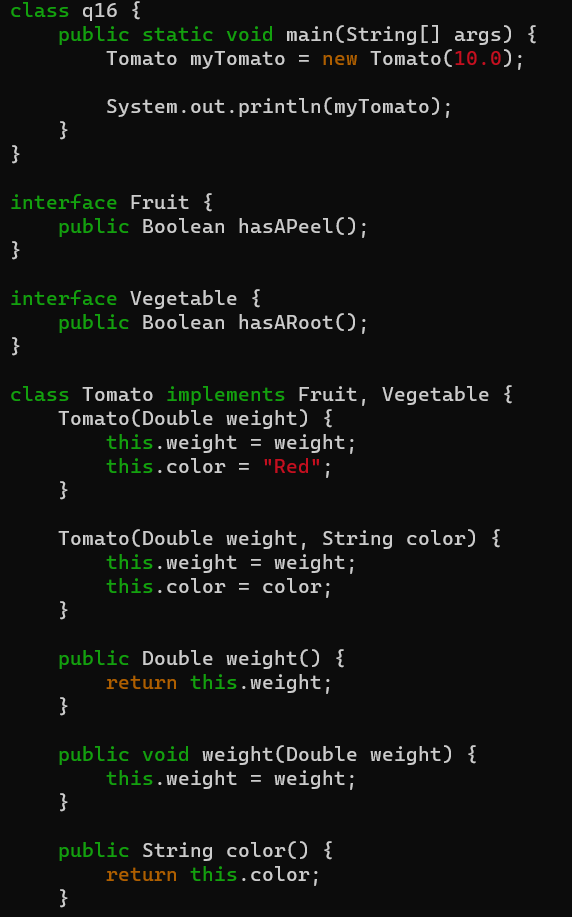 class q16 {
    public static void main(String[] args) {
        Tomato myTomato = new Tomato(10.0);

        System.out.println(myTomato);
    }
}

interface Fruit {
    public Boolean hasAPeel();
}

interface Vegetable {
    public Boolean hasARoot();
}

class Tomato implements Fruit, Vegetable {
    Tomato(Double weight) {
        this.weight = weight;
        this.color = "Red";
    }

    Tomato(Double weight, String color) {
        this.weight = weight;
        this.color = color;
    }

    public Double weight() {
        return this.weight;
    }

    public void weight(Double weight) {
        this.weight = weight;
    }

    public String color() {
        return this.color;
    }